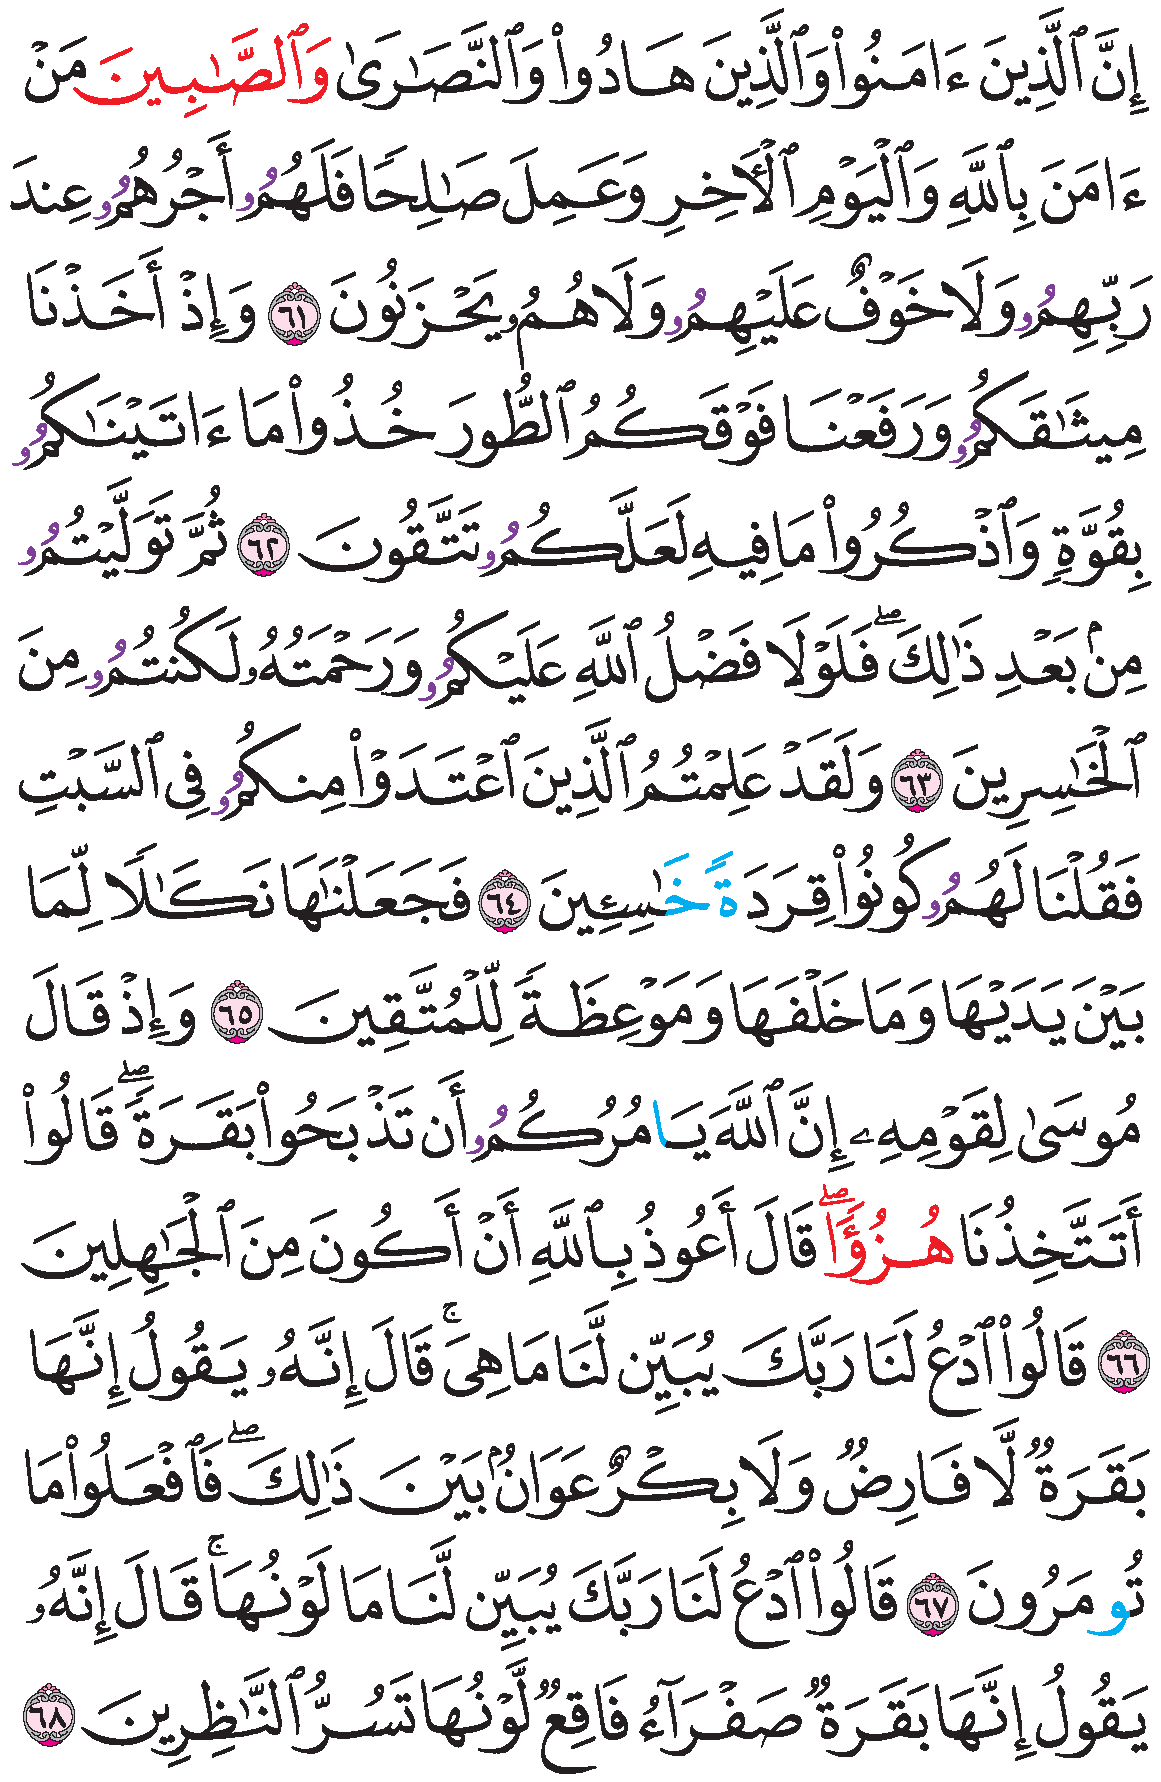 إِنَّ ٱلَّذِينَ ءَامَنُواْ وَٱلَّذِينَ هَادُواْ وَٱلنَّصَٰرَىٰ وَٱلصَّٰبِينَ مَنْ
ءَامَنَ بِٱللَّهِ وَٱلْيَوْمِ ٱلْأَخِرِ وَعَمِلَ صَٰلِحًا فَلَهُمُۥ أَجْرُهُمُۥ عِندَ
رَبِّهِمُۥ وَلَا خَوْفٌ عَلَيْهِمُۥ وَلَا هُمُۥ يَحْزَنُونَ ٦١ وَإِذْ أَخَذْنَا
مِيثَٰقَكُمُۥ وَرَفَعْنَا فَوْقَكُمُ ٱلطُّورَ خُذُواْ مَا ءَاتَيْنَٰكُمُۥ
بِقُوَّةٍ وَٱذْكُرُواْ مَا فِيهِ لَعَلَّكُمُۥ تَتَّقُونَ ٦٢ ثُمَّ تَوَلَّيْتُمُۥ
مِنۢ بَعْدِ ذَٰلِكَۖ فَلَوْلَا فَضْلُ ٱللَّهِ عَلَيْكُمُۥ وَرَحْمَتُهُۥ لَكُنتُمُۥ مِنَ
ٱلْخَٰسِرِينَ ٦٣ وَلَقَدْ عَلِمْتُمُ ٱلَّذِينَ ٱعْتَدَوْاْ مِنكُمُۥ فِى ٱلسَّبْتِ
فَقُلْنَا لَهُمُۥ كُونُواْ قِرَدَةً خَٰسِـِٔينَ ٦٤ فَجَعَلْنَٰهَا نَكَٰلًا لِّمَا
بَيْنَ يَدَيْهَا وَمَا خَلْفَهَا وَمَوْعِظَةً لِّلْمُتَّقِينَ ٦٥ وَإِذْ قَالَ
مُوسَىٰ لِقَوْمِهِۦ إِنَّ ٱللَّهَ يَامُرُكُمُۥ أَن تَذْبَحُواْ بَقَرَةًۖ قَالُواْ
أَتَتَّخِذُنَا هُزُؤًاۖ قَالَ أَعُوذُ بِٱللَّهِ أَنْ أَكُونَ مِنَ ٱلْجَٰهِلِينَ
٦٦ قَالُواْ ٱدْعُ لَنَا رَبَّكَ يُبَيِّن لَّنَا مَا هِىَۚ قَالَ إِنَّهُۥ يَقُولُ إِنَّهَا
بَقَرَةٌ لَّا فَارِضٌ وَلَا بِكْرٌ عَوَانٌۢ بَيْنَ ذَٰلِكَۖ فَٱفْعَلُواْ مَا
تُومَرُونَ ٦٧ قَالُواْ ٱدْعُ لَنَا رَبَّكَ يُبَيِّن لَّنَا مَا لَوْنُهَاۚ قَالَ إِنَّهُۥ
يَقُولُ إِنَّهَا بَقَرَةٌ صَفْرَآءُ فَاقِعٌ لَّوْنُهَا تَسُرُّ ٱلنَّٰظِرِينَ ٦٨